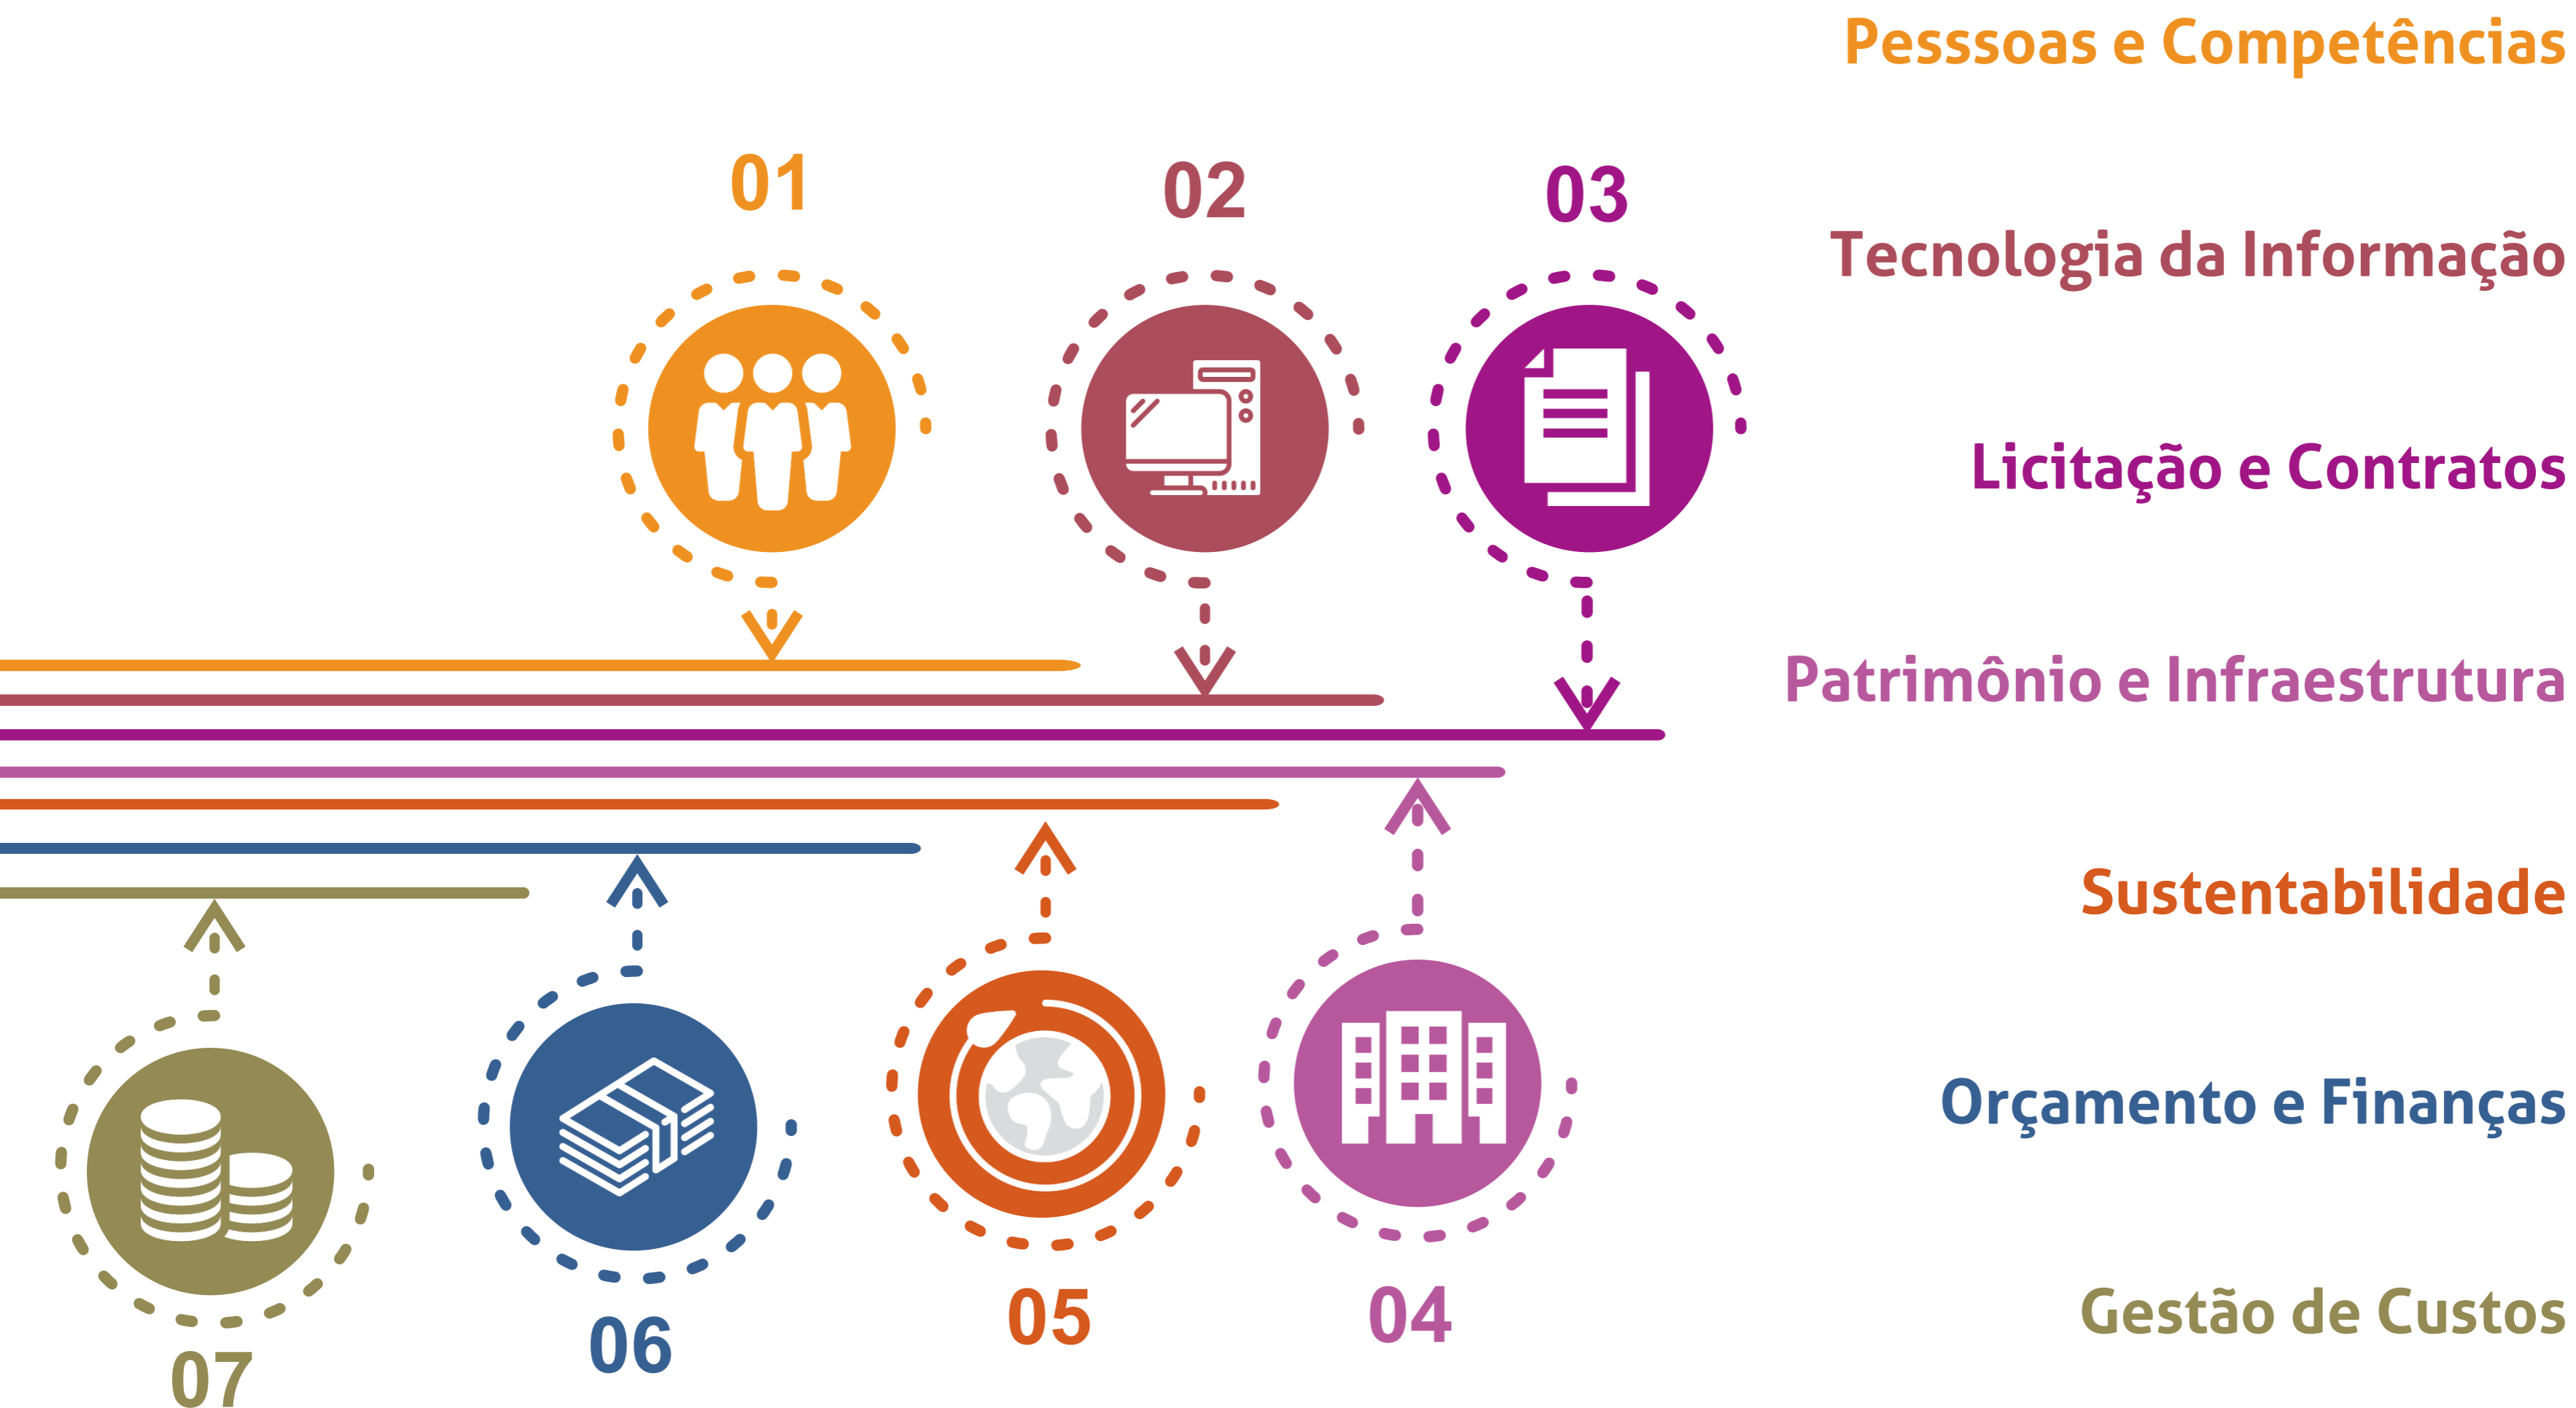 Pesssoas e Competências
01
02
03
Tecnologia da Informação
Licitação e Contratos
Patrimônio e Infraestrutura
Sustentabilidade
Orçamento e Finanças
Gestão de Custos
04
05
06
07